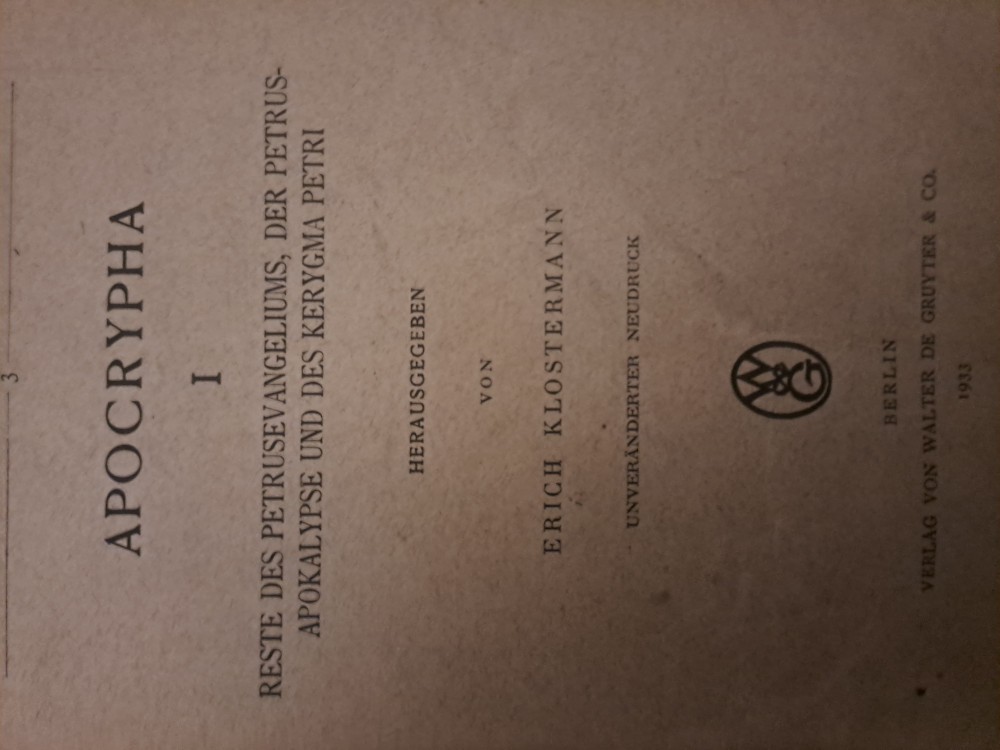 3
APOCRYPHA
I
RESTE DES PETRUSEVANGELIUMS, DER PETRUS-
APOKALYPSE UND DES KERYGMA PETRI
HERAUSGEGEBEN
VON
ERICH KLOSTERMANN
UNVERÄNDERTER NEUDRUCK
W&G
BERLIN
VERLAG VON WALTER DE GRUYTER & CO.
1933